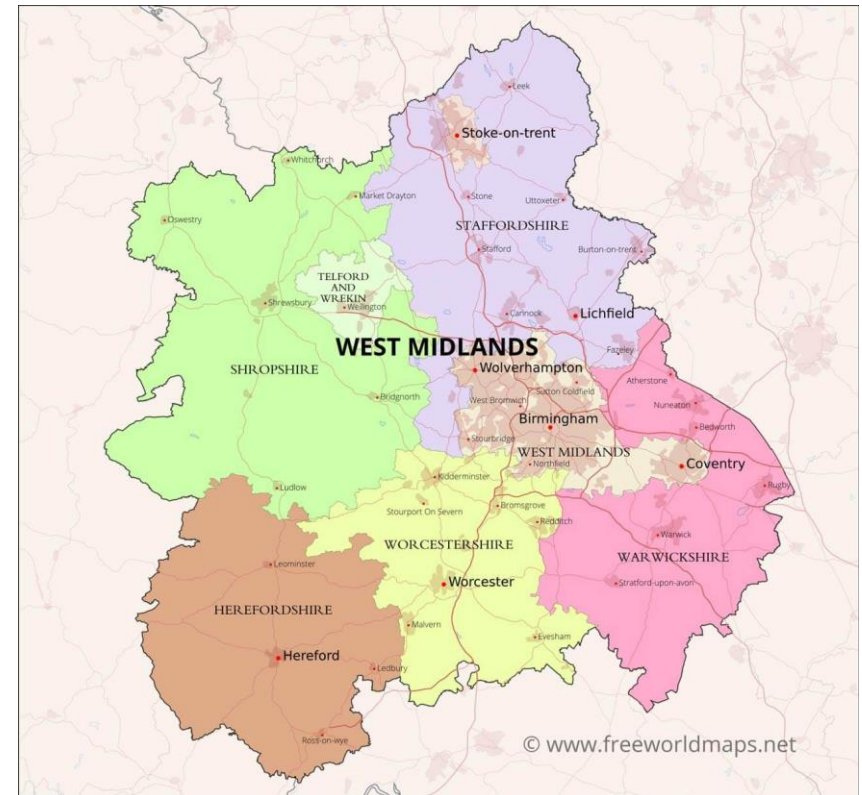 Leek
Stoke-on-trent
Whitchurch
Market Drayton
Stone
Uttoxeter
Oswestry
STAFFORDSHIRE
Stafford
Burton-on-trent
TELFORD
AND
WREKIN
Shrewsbury
Wellington
Cannock
Lichfield
WEST MIDLANDS
Fazeley
SHROPSHIRE
Wolverhampton
Atherstone
Sutton Coldfield
Bridgnorth
West Bromwich
Nuneaton
Birmingham
Bedworth
Stourbridge
WEST MIDLANDS
Northfield
Coventry
Kidderminster
Ludlow
Rugby
Stourport On Severn
Bromsgrove
Redditch
Warwick
WORCESTERSHIRE
WARWICKSHIRE
Leominster
Worcester
Stratford-upon-avon
HEREFORDSHIRE
Malvern
Evesham
Hereford
Ledbury
Ross-on-wye
© www.freeworldmaps.net